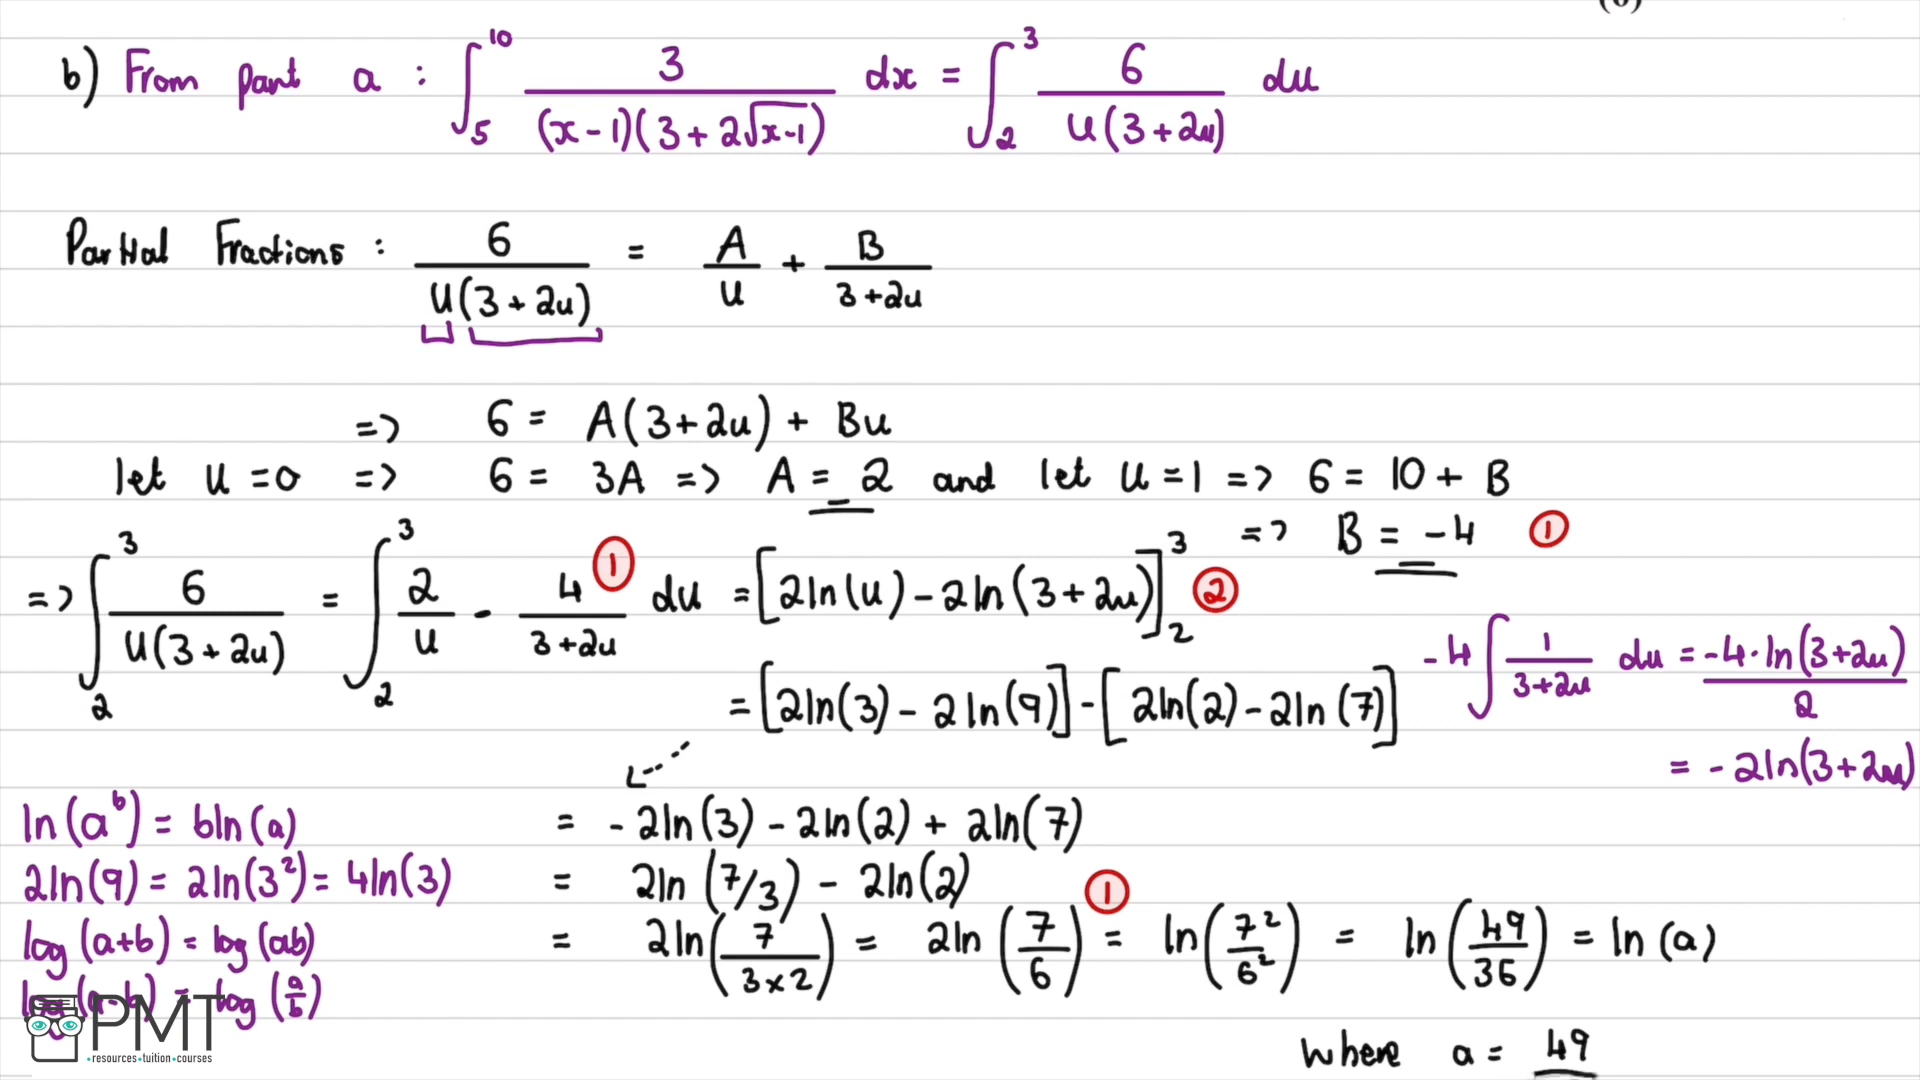 (6)
b) From part a : ∫₅¹⁰ 3/((x-1)(3+2√(x-1))) dx = ∫₂³ 6/(u(3+2u)) du
Partial Fractions : 6/(u(3+2u)) = A/u + B/(3+2u)
=> 6 = A(3+2u) + Bu
let u=0 => 6 = 3A => A = 2 and let u=1 => 6 = 10 + B
=> B = -4 ①
=> ∫₂³ 6/(u(3+2u)) = ∫₂³ 2/u - 4/(3+2u) ① du = [2ln(u) - 2ln(3+2u)]₂³ ②
-4∫ 1/(3+2u) du = -4·ln(3+2u)/2
= [2ln(3) - 2ln(9)] - [2ln(2) - 2ln(7)]
= -2ln(3+2u)
ln(a^b) = bln(a)
= -2ln(3) - 2ln(2) + 2ln(7)
2ln(9) = 2ln(3²) = 4ln(3)
= 2ln(7/3) - 2ln(2)
log(a+b) = log(ab)
= 2ln(7/(3×2)) = 2ln(7/6) ① = ln(7²/6²) = ln(49/36) = ln(a)
(a-b) = log(a/b)
PMT
•resources•tuition•courses
where a = 49